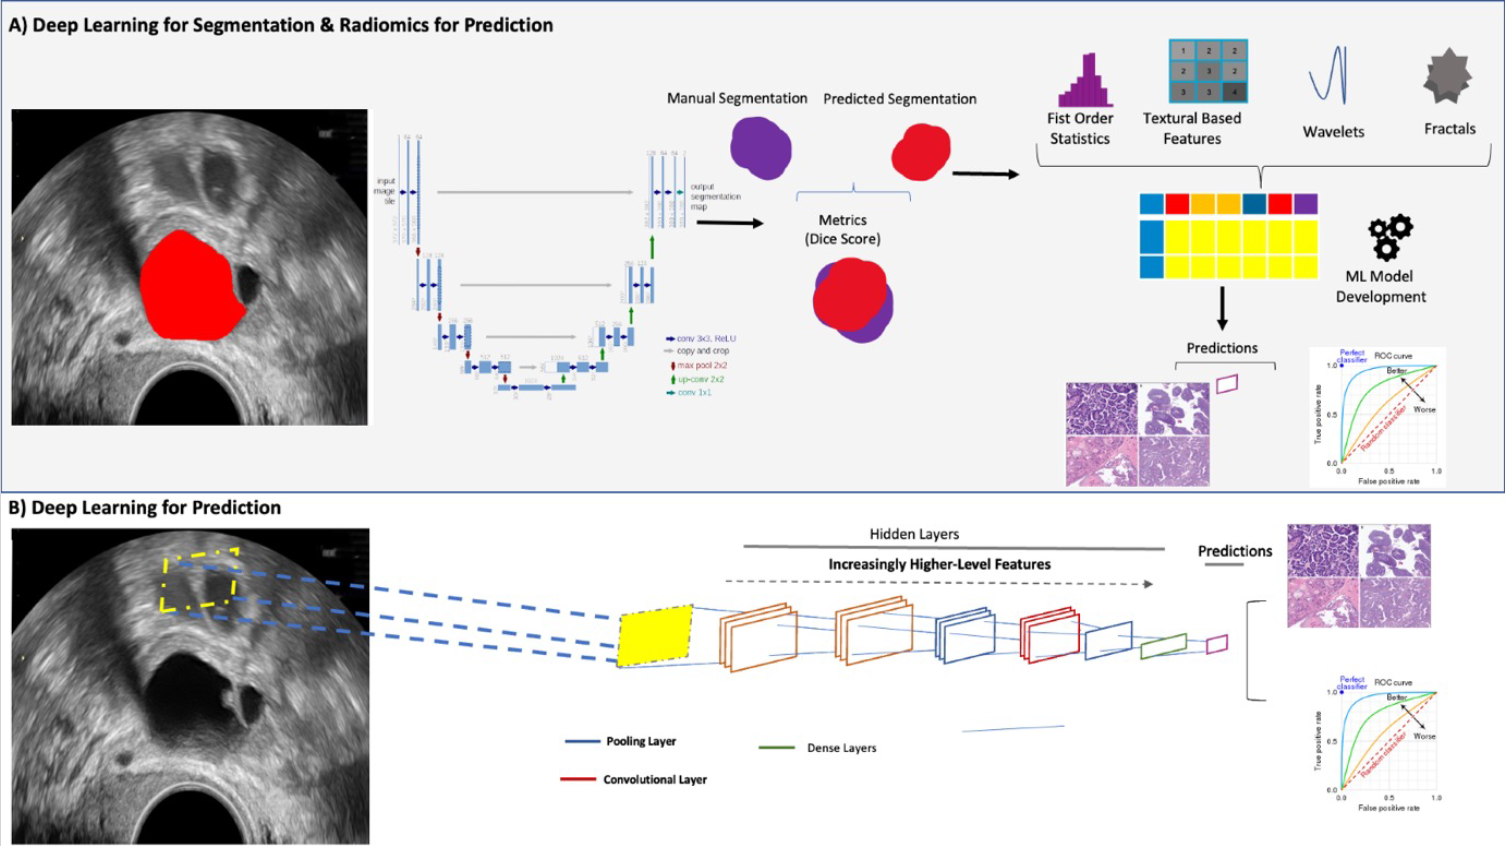 A) Deep Learning for Segmentation & Radiomics for Prediction
input
image
tile
output
segmentation
map
conv 3x3, ReLU
copy and crop
max pool 2x2
up-conv 2x2
conv 1x1
Manual Segmentation
Predicted Segmentation
Metrics
(Dice Score)
1 2 2
2 3 2
3 3 4
Fist Order
Statistics
Textural Based
Features
Wavelets
Fractals
ML Model
Development
Predictions
Perfect
classifier
ROC curve
1.0
Better
Worse
0.5
Random classifier
0.0
True positive rate
0.0 0.5 1.0
False positive rate
B) Deep Learning for Prediction
Hidden Layers
Increasingly Higher-Level Features
Predictions
Pooling Layer
Dense Layers
Convolutional Layer
Perfect
classifier
ROC curve
1.0
Better
Worse
0.5
Random classifier
0.0
True positive rate
0.0 0.5 1.0
False positive rate